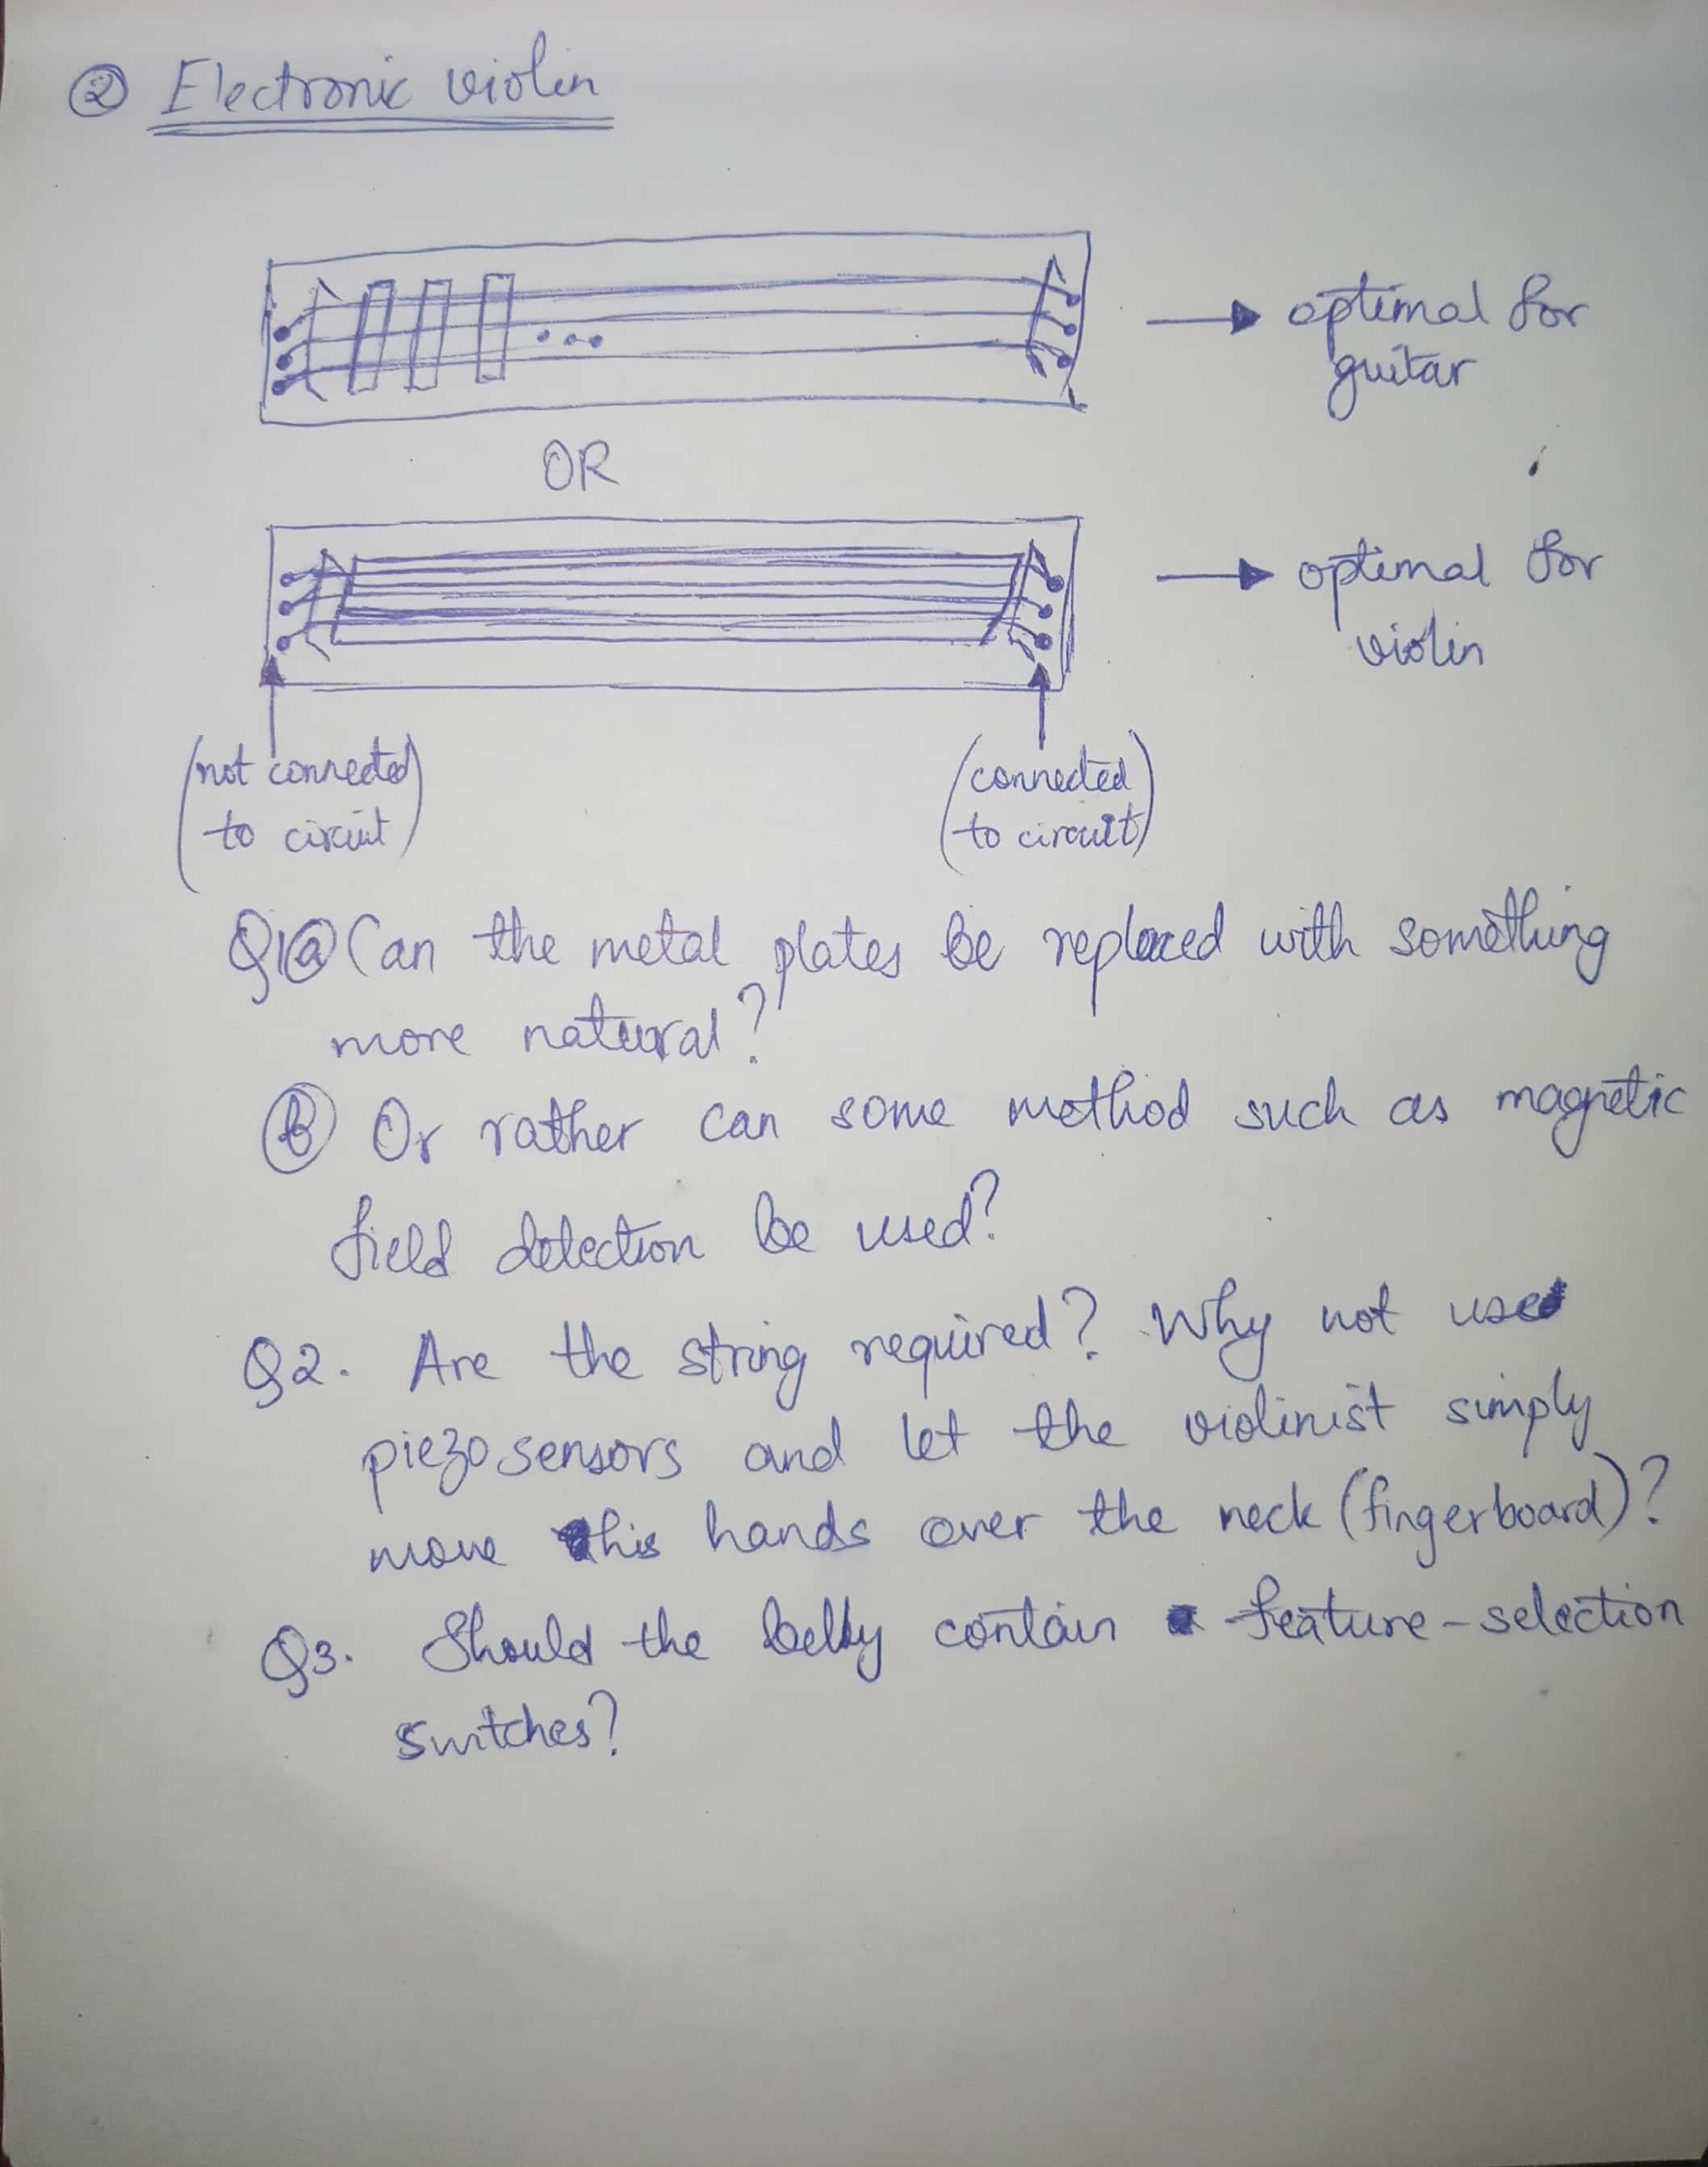 ② Electronic violin
→ optimal for
guitar
OR
→ optimal for
violin
(not connected
to circuit)
(connected
to circuit)
Q1ⓐ Can the metal plates be replaced with something
more natural?
ⓑ Or rather can some method such as magnetic
field detection be used?
Q2. Are the string required? Why not use
piezo sensors and let the violinist simply
move his hands over the neck (fingerboard)?
Q3. Should the belly contain feature-selection
switches?